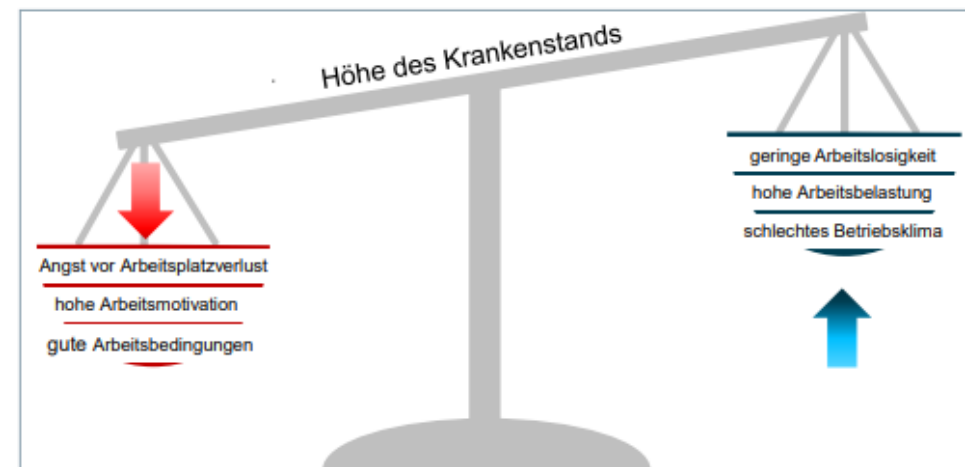 Höhe des Krankenstands
geringe Arbeitslosigkeit
hohe Arbeitsbelastung
schlechtes Betriebsklima
Angst vor Arbeitsplatzverlust
hohe Arbeitsmotivation
gute Arbeitsbedingungen